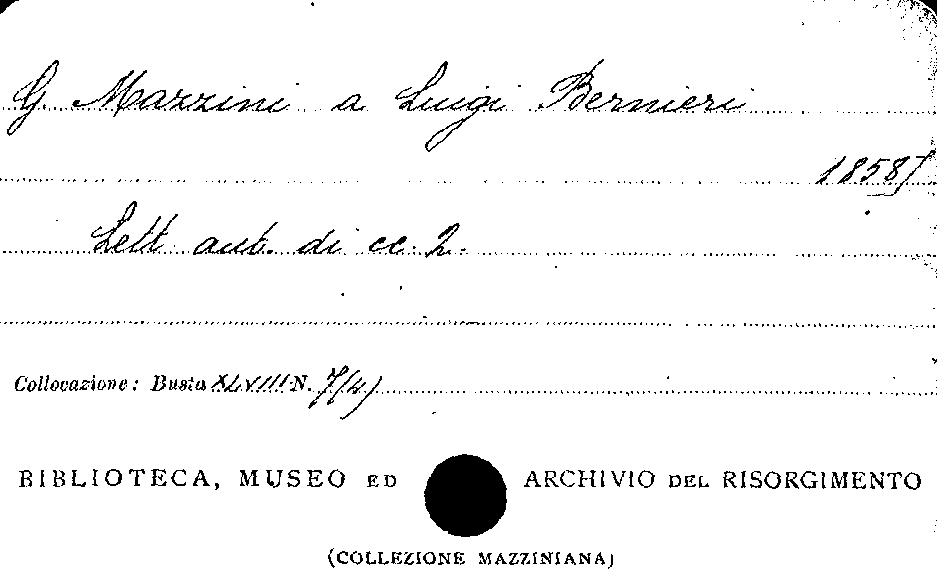 G. Mazzini a Luigi Bernieri
1858]
Lett. aut. di cc. 2.
Collocazione: Busta XLVIII N. 7(4)
BIBLIOTECA, MUSEO ED ARCHIVIO DEL RISORGIMENTO
(COLLEZIONE MAZZINIANA)